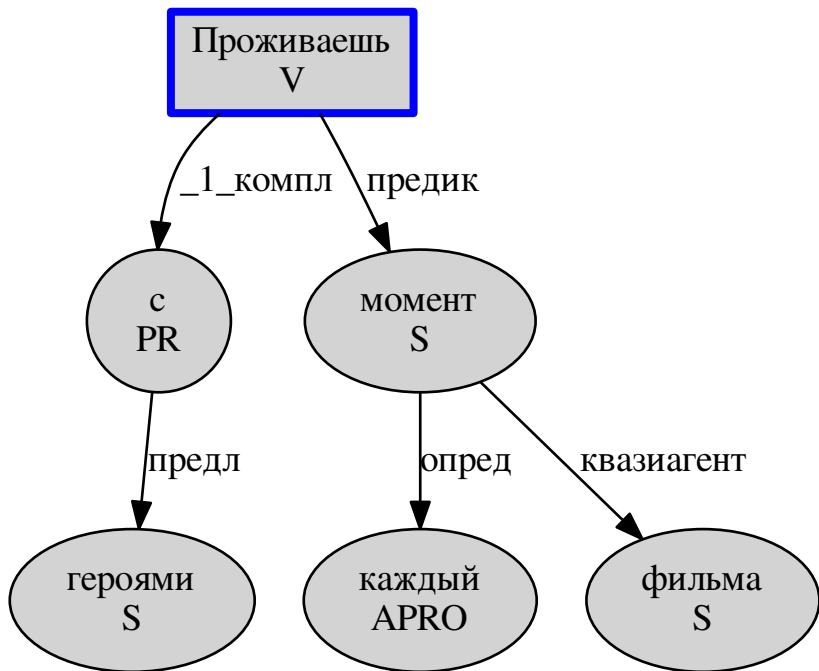 Проживаешь
V
_1_компл
предик
с
PR
момент
S
предл
опред
квазиагент
героями
S
каждый
APRO
фильма
S